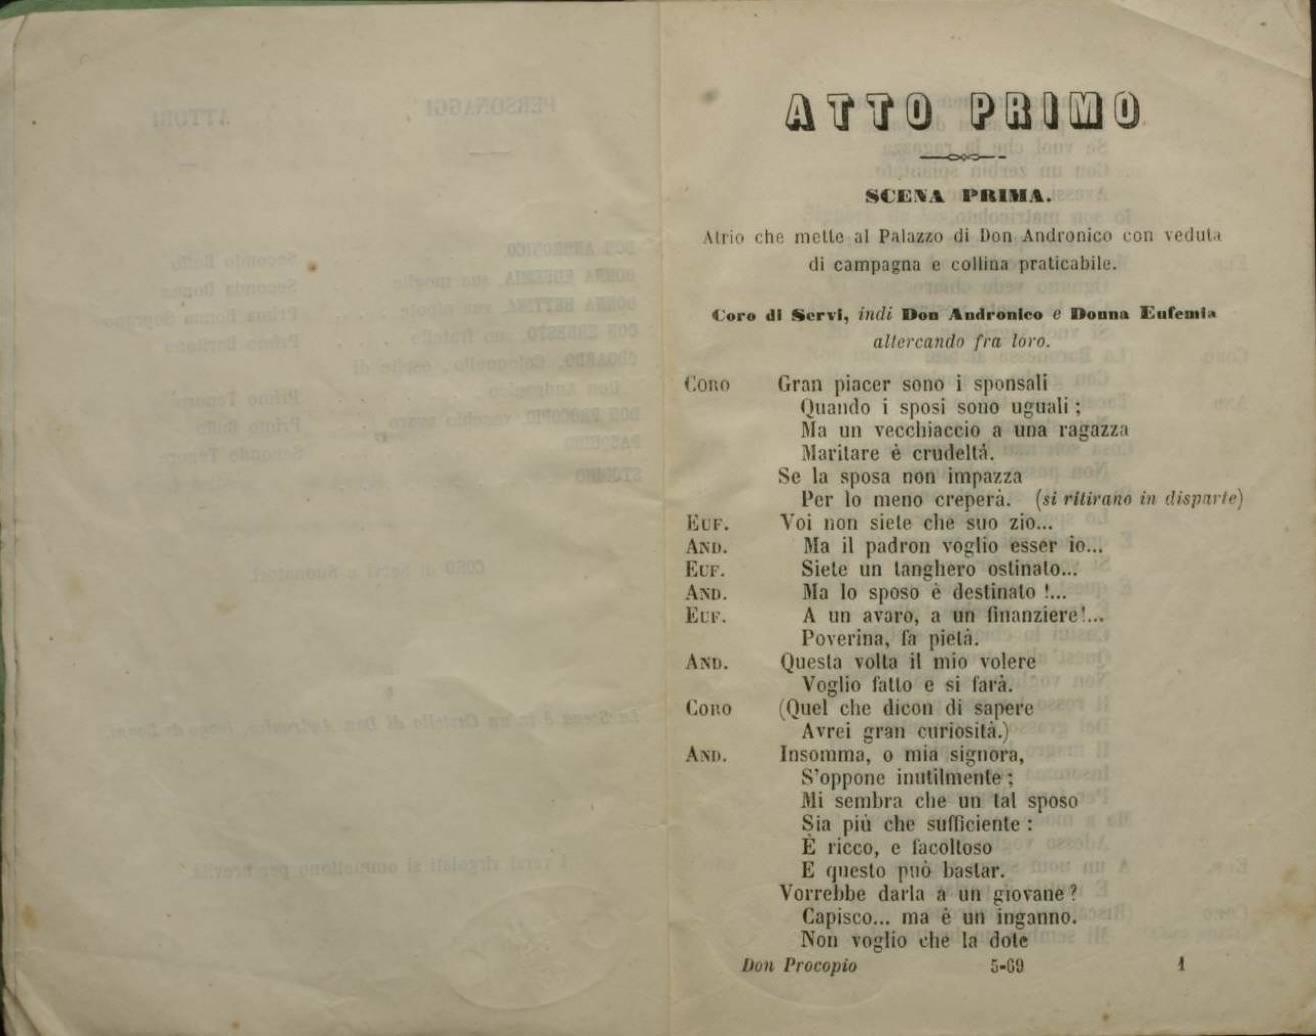 ATTO PRIMO
SCENA PRIMA.
Atrio che mette al Palazzo di Don Andronico con veduta
di campagna e collina praticabile.
Coro di Servi, indi Don Andronico e Donna Eufemia
altercando fra loro.
CORO Gran piacer sono i sponsali
Quando i sposi sono uguali ;
Ma un vecchiaccio a una ragazza
Maritare è crudeltà.
Se la sposa non impazza
Per lo meno creperà. (si ritirano in disparte)
EUF. Voi non siete che suo zio...
AND. Ma il padron voglio esser io...
EUF. Siete un tanghero ostinato...
AND. Ma lo sposo è destinato !...
EUF. A un avaro, a un finanziere!...
Poverina, fa pietà.
AND. Questa volta il mio volere
Voglio fatto e si farà.
CORO (Quel che dicon di sapere
Avrei gran curiosità.)
AND. Insomma, o mia signora,
S'oppone inutilmente ;
Mi sembra che un tal sposo
Sia più che sufficiente :
È ricco, e facoltoso
E questo può bastar.
Vorrebbe darla a un giovane ?
Capisco... ma è un inganno.
Non voglio che la dote
Don Procopio 5-69 1